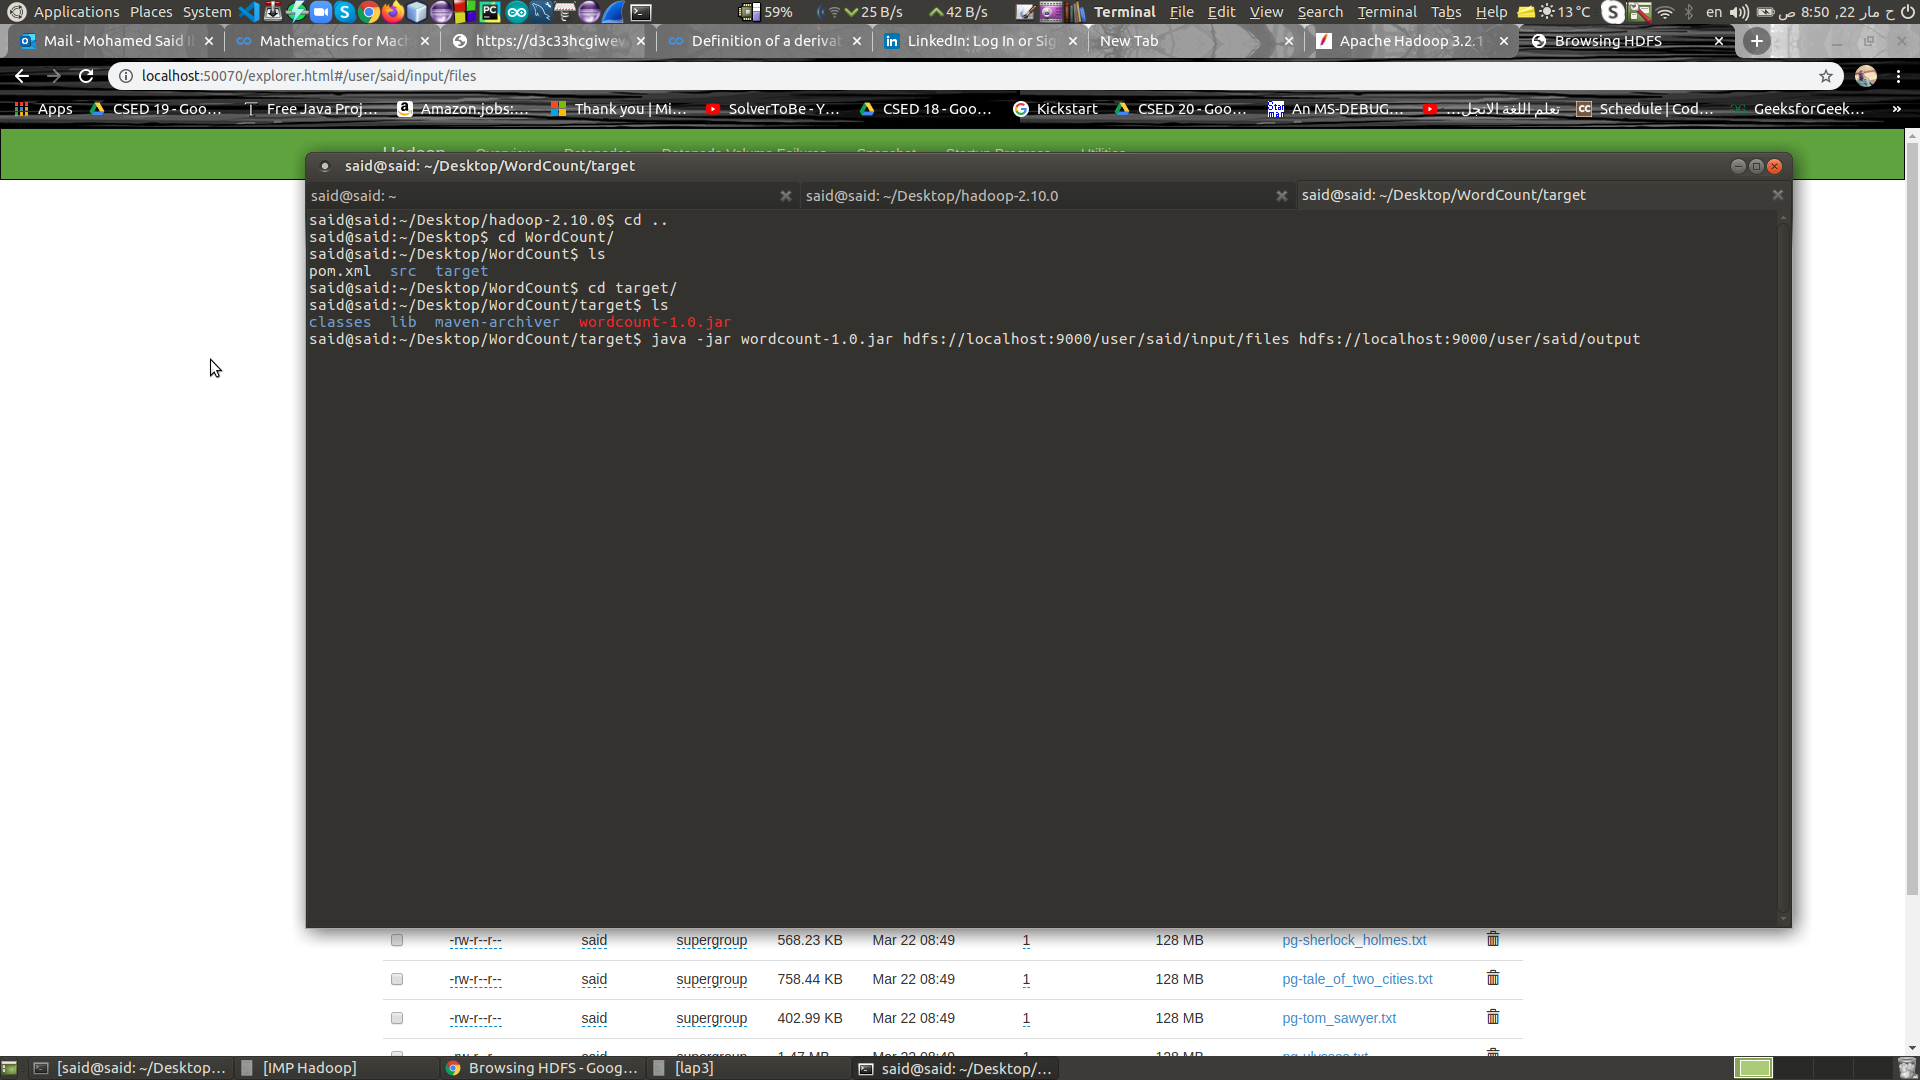 Applications Places System 59% 25 B/s 42 B/s Terminal File Edit View Search Terminal Tabs Help 13 °C en ح مار 22, 8:50 ص
Mail - Mohamed Said I Mathematics for Mac https://d3c33hcgiwev Definition of a derivat LinkedIn: Log In or Sig New Tab Apache Hadoop 3.2.1 Browsing HDFS
localhost:50070/explorer.html#/user/said/input/files
Apps CSED 19 - Goo... Free Java Proj... Amazon.jobs:... Thank you | Mi... SolverToBe - Y... CSED 18 - Goo... Kickstart CSED 20 - Goo... An MS-DEBUG... تعلم اللغة الانجل... Schedule | Cod... GeeksforGeek... »
said@said: ~/Desktop/WordCount/target
said@said: ~ said@said: ~/Desktop/hadoop-2.10.0 said@said: ~/Desktop/WordCount/target
said@said:~/Desktop/hadoop-2.10.0$ cd ..
said@said:~/Desktop$ cd WordCount/
said@said:~/Desktop/WordCount$ ls
pom.xml src target
said@said:~/Desktop/WordCount$ cd target/
said@said:~/Desktop/WordCount/target$ ls
classes lib maven-archiver wordcount-1.0.jar
said@said:~/Desktop/WordCount/target$ java -jar wordcount-1.0.jar hdfs://localhost:9000/user/said/input/files hdfs://localhost:9000/user/said/output
-rw-r--r-- said supergroup 568.23 KB Mar 22 08:49 1 128 MB pg-sherlock_holmes.txt
-rw-r--r-- said supergroup 758.44 KB Mar 22 08:49 1 128 MB pg-tale_of_two_cities.txt
-rw-r--r-- said supergroup 402.99 KB Mar 22 08:49 1 128 MB pg-tom_sawyer.txt
[said@said: ~/Desktop... [IMP Hadoop] Browsing HDFS - Goog... [lap3] said@said: ~/Desktop/...